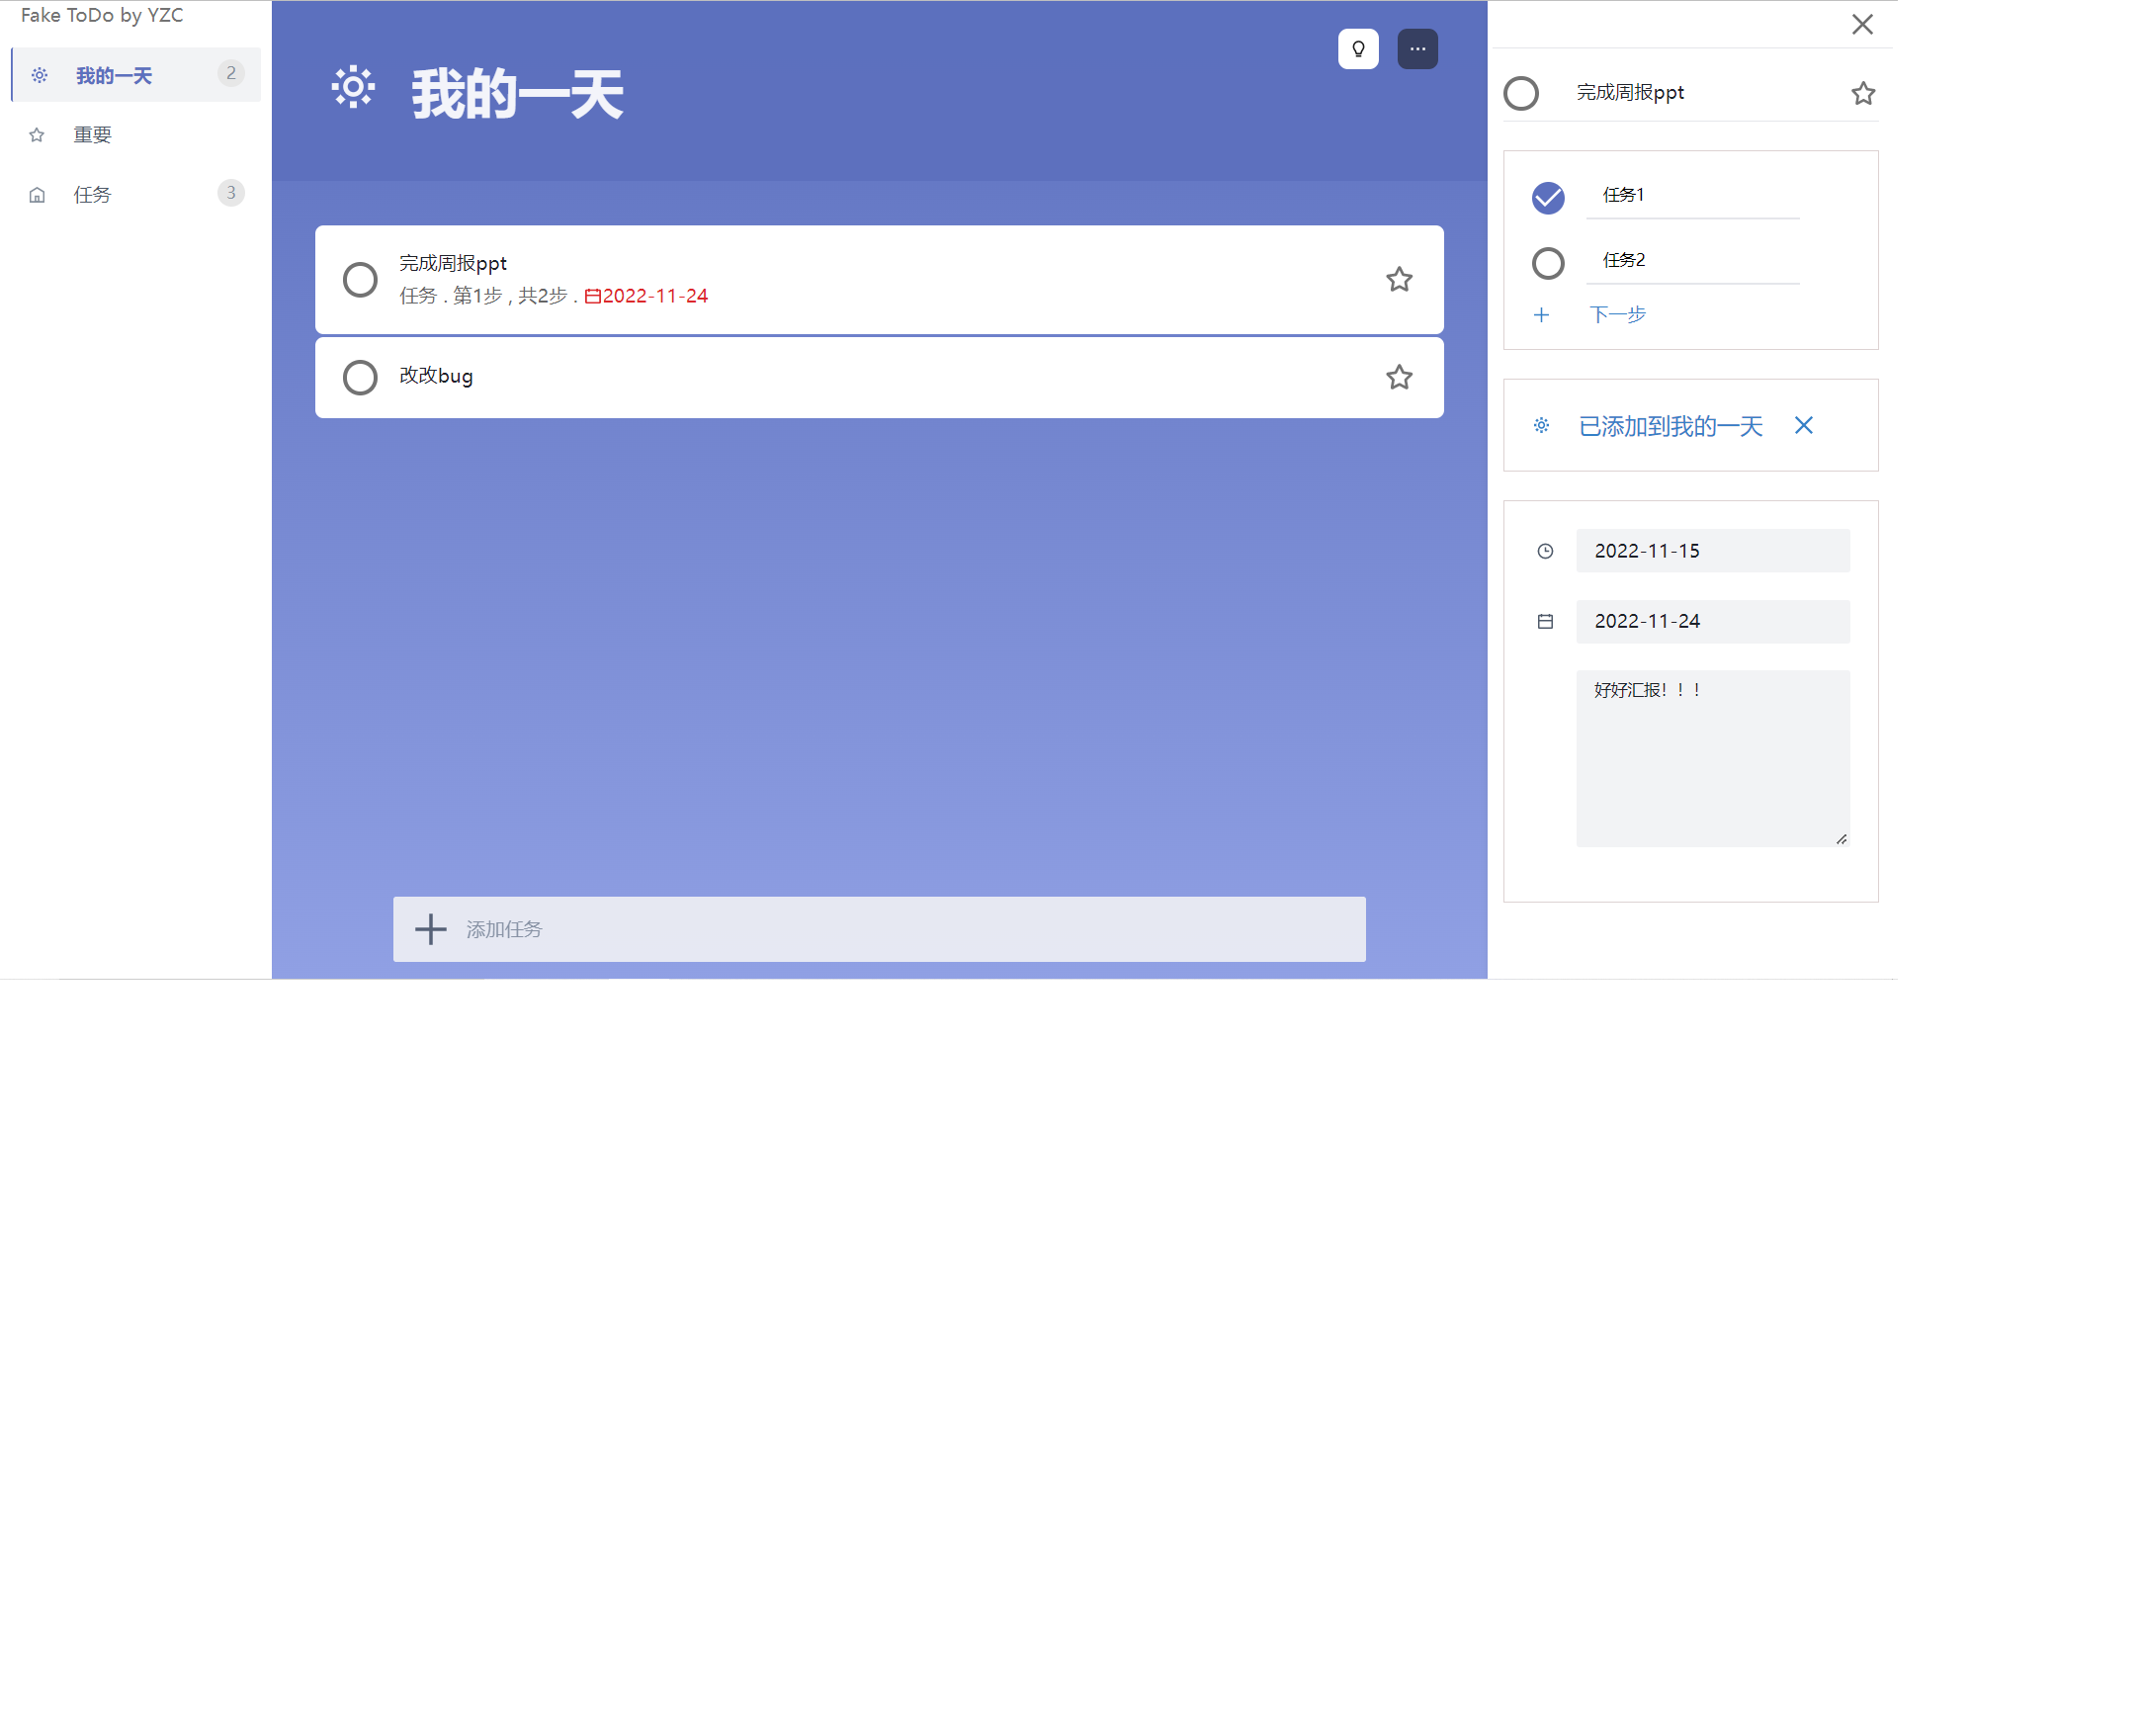 Fake ToDo by YZC
我的一天
2
重要
任务
3
我的一天
完成周报ppt
任务 . 第1步 , 共2步 . 2022-11-24
改改bug
添加任务
完成周报ppt
任务1
任务2
下一步
已添加到我的一天
2022-11-15
2022-11-24
好好汇报！！！